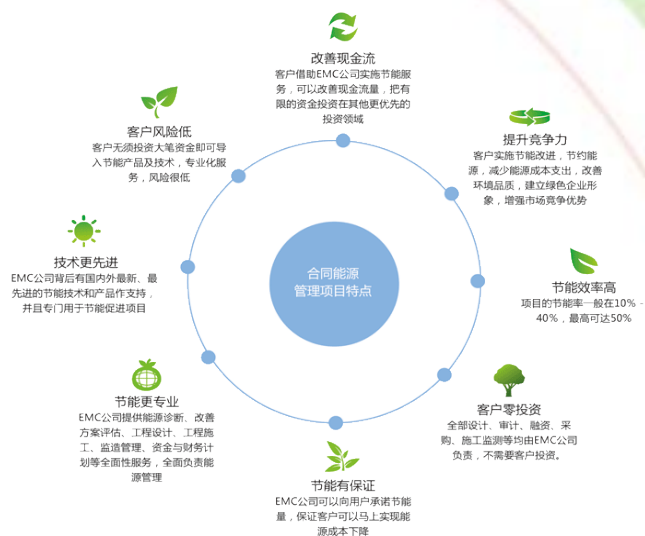 改善现金流
客户借助EMC公司实施节能服
务，可以改善现金流量，把有
限的资金投资在其他更优先的
投资领域
提升竞争力
客户实施节能改进，节约能
源，减少能源成本支出，改善
环境品质，建立绿色企业形
象，增强市场竞争优势
节能效率高
项目的节能率一般在10% -
40%，最高可达50%
客户零投资
全部设计、审计、融资、采
购、施工监测等均由EMC公司
负责，不需要客户投资。
节能有保证
EMC公司可以向用户承诺节能
量，保证客户可以马上实现能
源成本下降
节能更专业
EMC公司提供能源诊断、改善
方案评估、工程设计、工程施
工、监造管理、资金与财务计
划等全面性服务，全面负责能
源管理
技术更先进
EMC公司背后有国内外最新、最
先进的节能技术和产品作支持，
并且专门用于节能促进项目
客户风险低
客户无须投资大笔资金即可导
入节能产品及技术，专业化服
务，风险很低
合同能源
管理项目特点